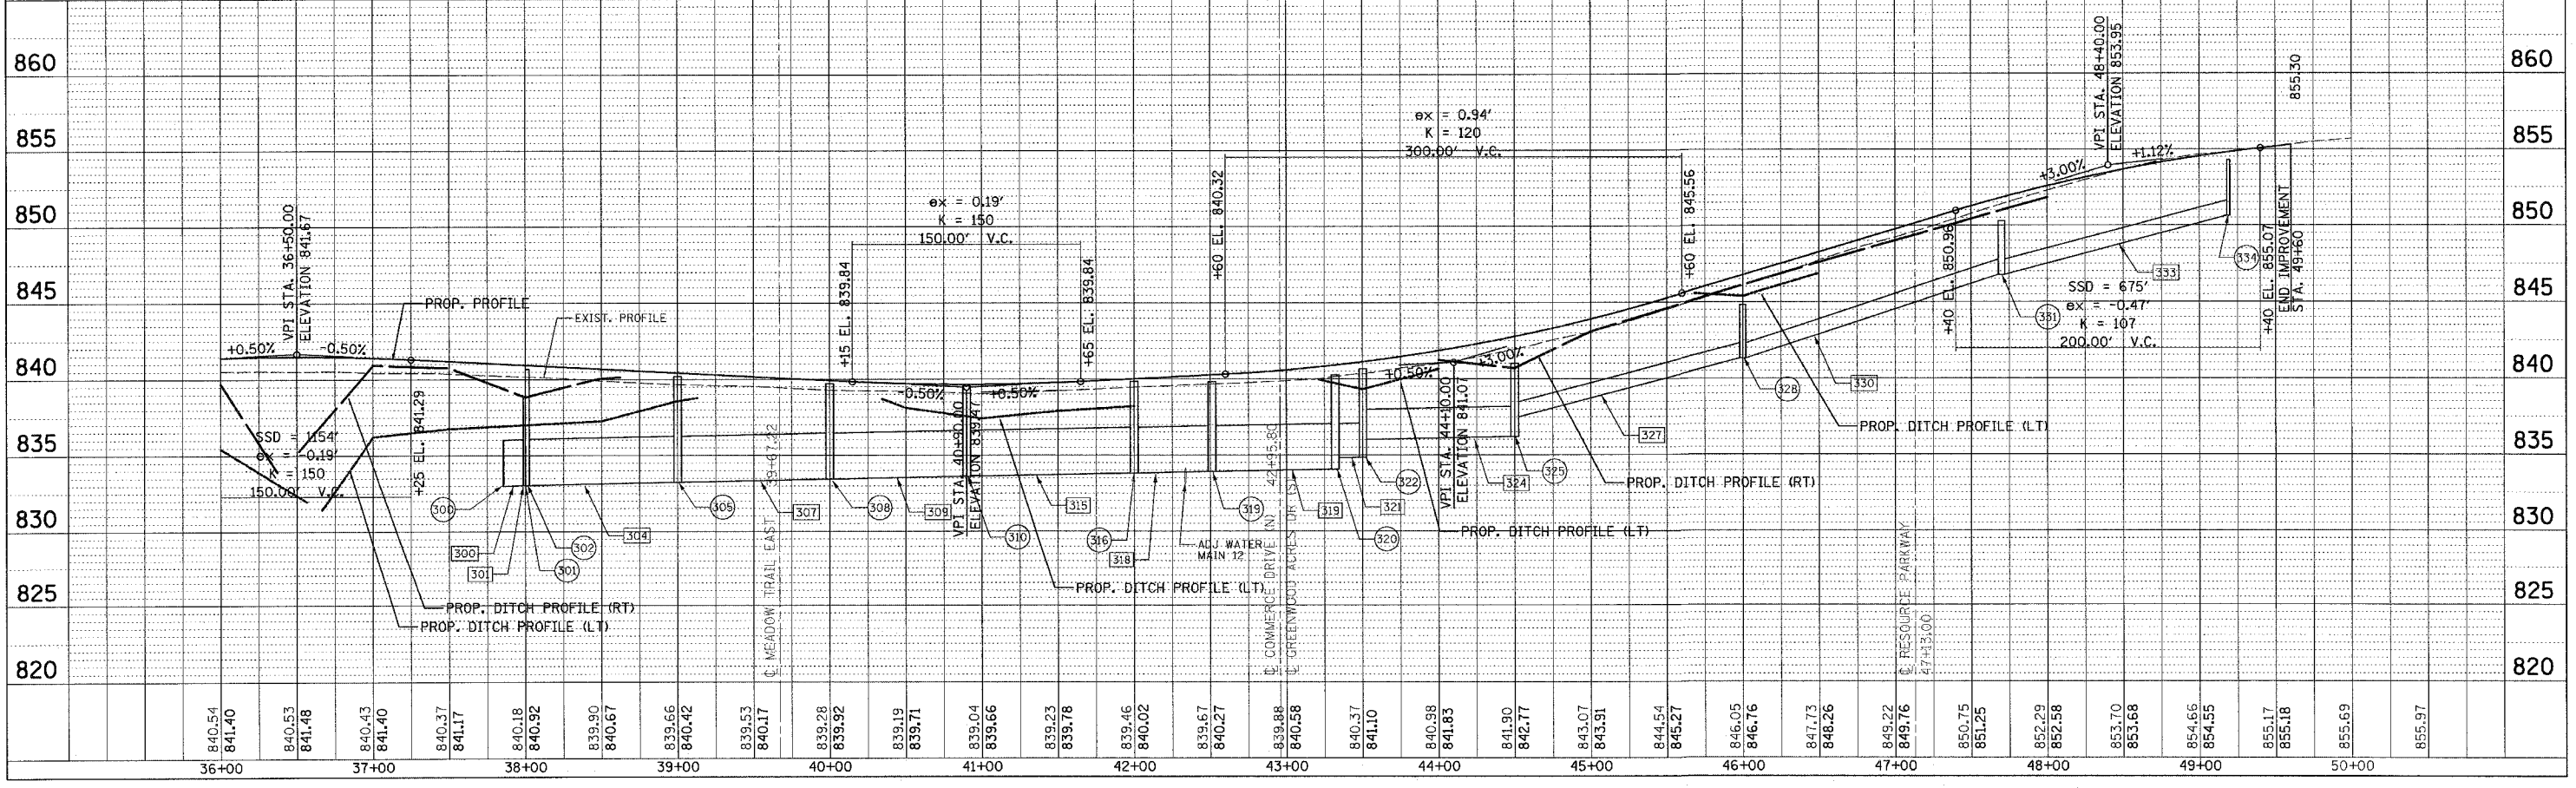 860
855
850
845
840
835
830
825
820
860
855
850
845
840
835
830
825
820
VPI STA. 36+50.00
ELEVATION 841.67
+0.50%
-0.50%
PROP. PROFILE
EXIST. PROFILE
SSD = 1154'
ex = -0.19'
K = 150
150.00' V.C.
+25 EL. 841.29
300
300
301
302
301
304
305
307
308
309
310
315
316
318
319
319
320
321
322
324
325
327
328
330
331
333
334
PROP. DITCH PROFILE (RT)
PROP. DITCH PROFILE (LT)
℄ MEADOW TRAIL EAST 39+67.22
+15 EL. 839.84
ex = 0.19'
K = 150
150.00' V.C.
+65 EL. 839.84
-0.50%
+0.50%
VPI STA. 40+90.00
ELEVATION 839.47
PROP. DITCH PROFILE (LT)
ADJ WATER
MAIN 12
℄ COMMERCE DRIVE (N) 42+95.80
℄ GREENWOOD ACRES DR
+60 EL. 840.32
ex = 0.94'
K = 120
300.00' V.C.
+60 EL. 845.56
+0.50%
+3.00%
VPI STA. 44+10.00
ELEVATION 841.07
PROP. DITCH PROFILE (LT)
PROP. DITCH PROFILE (RT)
PROP. DITCH PROFILE (LT)
℄ RESOURCE PARKWAY
47+13.00
+40 EL. 850.96
SSD = 675'
ex = -0.47'
K = 107
200.00' V.C.
+3.00%
VPI STA. 48+40.00
ELEVATION 853.95
+1.12%
+40 EL. 855.07
END IMPROVEMENT
STA. 49+60
855.30
840.54
841.40
840.53
841.48
840.43
841.40
840.37
841.17
840.18
840.92
839.90
840.67
839.66
840.42
839.53
840.17
839.28
839.92
839.19
839.71
839.04
839.66
839.23
839.78
839.46
840.02
839.67
840.27
839.88
840.58
840.37
841.10
840.98
841.83
841.90
842.77
843.07
843.91
844.54
845.27
846.05
846.76
847.73
848.26
849.22
849.76
850.75
851.25
852.29
852.58
853.70
853.68
854.66
854.55
855.17
855.18
855.69
855.97
36+00
37+00
38+00
39+00
40+00
41+00
42+00
43+00
44+00
45+00
46+00
47+00
48+00
49+00
50+00